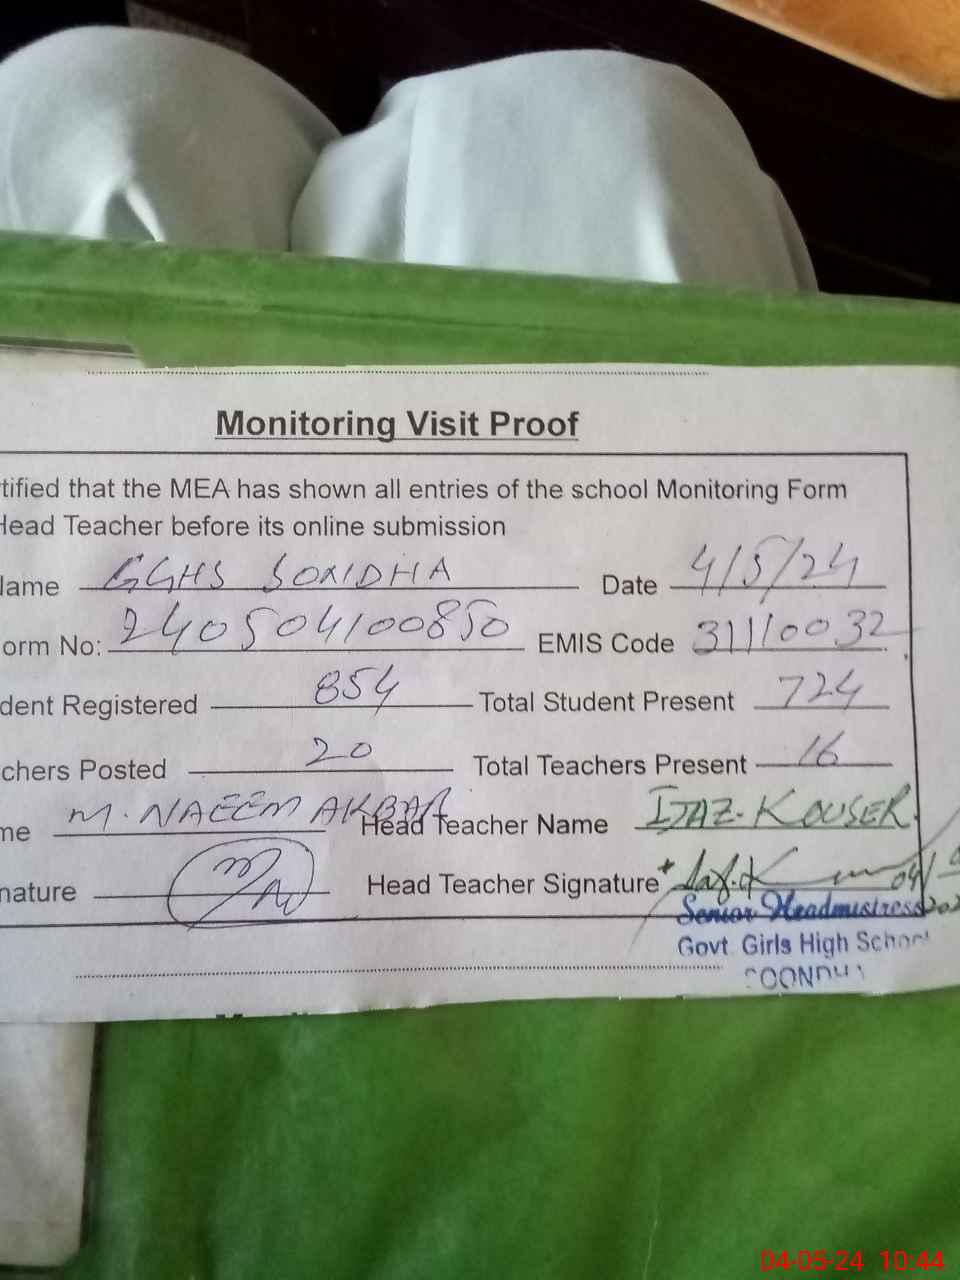 Monitoring Visit Proof
tified that the MEA has shown all entries of the school Monitoring Form
Head Teacher before its online submission
lame GGHS Date 4/5/24
orm No: 240504100850 EMIS Code 31110032
dent Registered 854 Total Student Present 724
chers Posted 20 Total Teachers Present 16
me M. NAEEM AKBAR Head Teacher Name IJAZ-KOUSER
nature Head Teacher Signature
Senior Headmistress
Govt. Girls High School
04-05-24 10:44